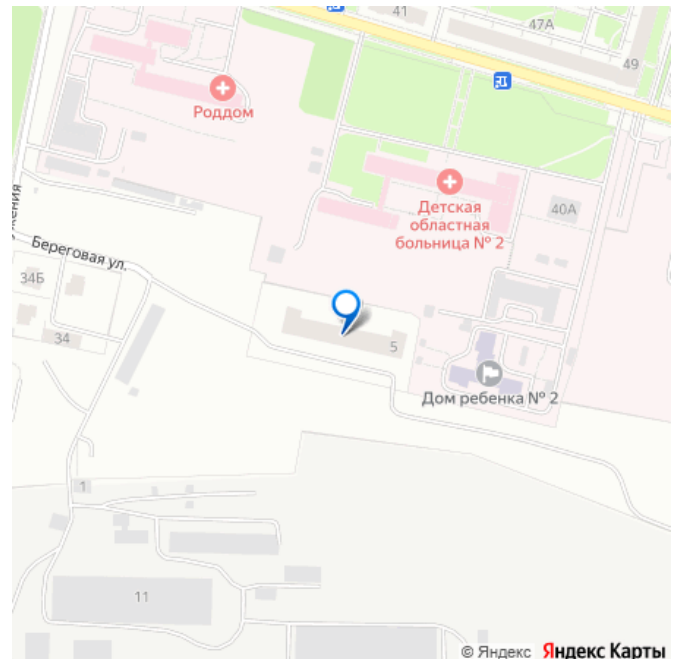 41
47А
49
Роддом
Детская
областная
больница № 2
40А
ужения
Береговая ул.
34Б
34
5
Дом ребенка № 2
1
11
© Яндекс Яндекс Карты